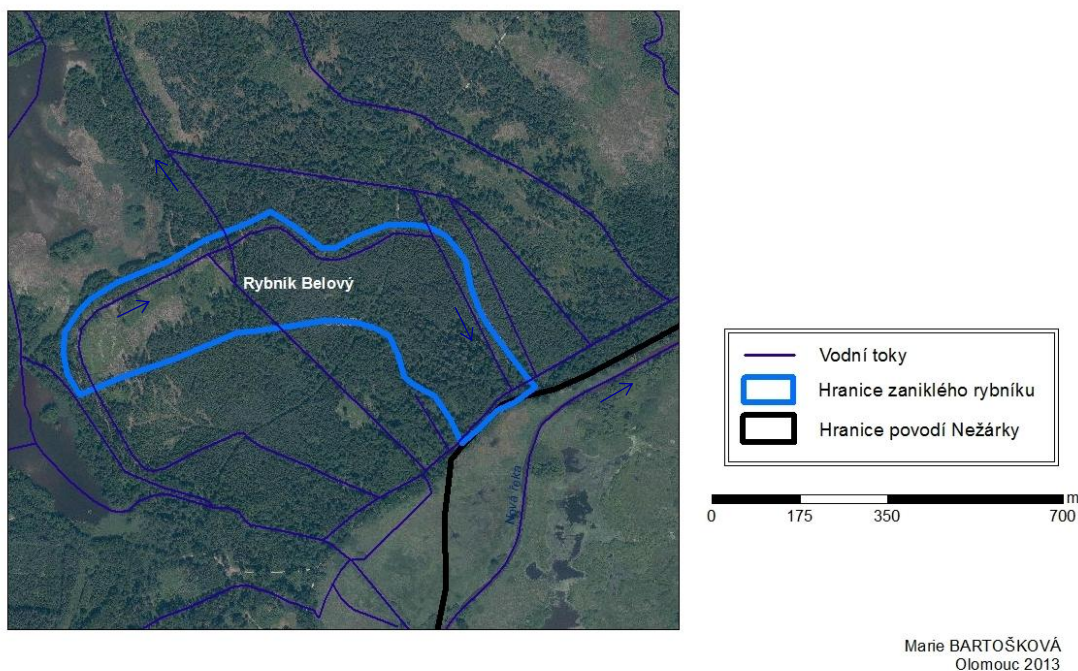 Rybník Belový
Nová řeka
Vodní toky
Hranice zaniklého rybníku
Hranice povodí Nežárky
m
0 175 350 700
Marie BARTOŠKOVÁ
Olomouc 2013